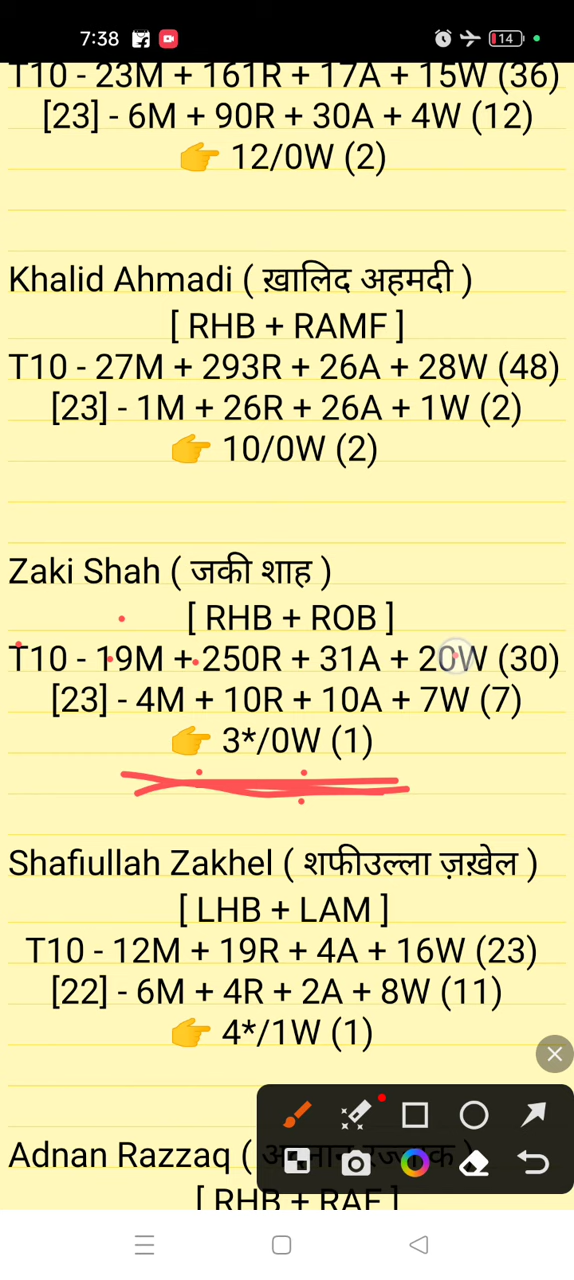 7:38
14
T10 - 23M + 161R + 17A + 15W (36)
[23] - 6M + 90R + 30A + 4W (12)
👉 12/0W (2)
Khalid Ahmadi ( ख़ालिद अहमदी )
[ RHB + RAMF ]
T10 - 27M + 293R + 26A + 28W (48)
[23] - 1M + 26R + 26A + 1W (2)
👉 10/0W (2)
Zaki Shah ( जकी शाह )
[ RHB + ROB ]
T10 - 19M + 250R + 31A + 20W (30)
[23] - 4M + 10R + 10A + 7W (7)
👉 3*/0W (1)
Shafiullah Zakhel ( शफीउल्ला ज़ख़ेल )
[ LHB + LAM ]
T10 - 12M + 19R + 4A + 16W (23)
[22] - 6M + 4R + 2A + 8W (11)
👉 4*/1W (1)
Adnan Razzaq (
[ RHB + RAF ]